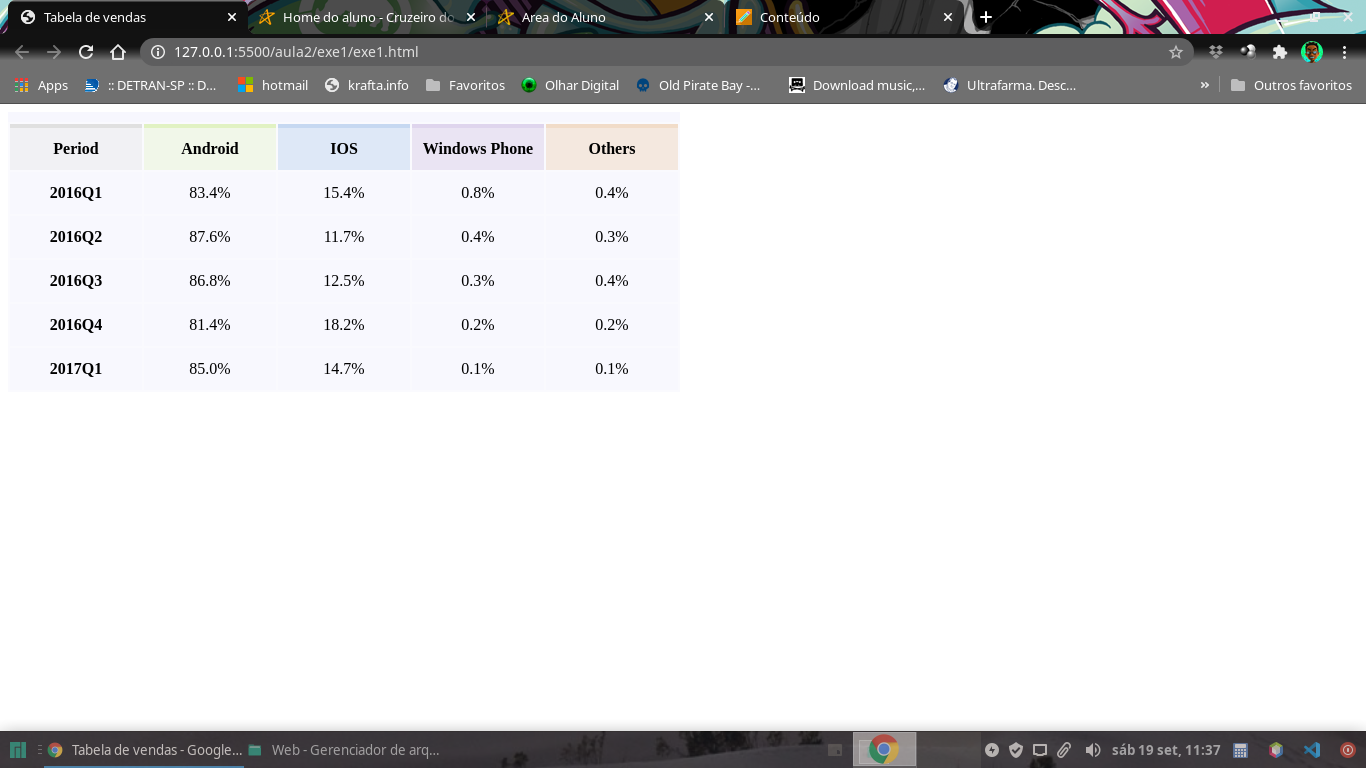 Tabela de vendas
Home do aluno - Cruzeiro do
Area do Aluno
Conteúdo
127.0.0.1:5500/aula2/exe1/exe1.html
Apps :: DETRAN-SP :: D... hotmail krafta.info Favoritos Olhar Digital Old Pirate Bay -... Download music,... Ultrafarma. Desc... » Outros favoritos
Period Android IOS Windows Phone Others
2016Q1 83.4% 15.4% 0.8% 0.4%
2016Q2 87.6% 11.7% 0.4% 0.3%
2016Q3 86.8% 12.5% 0.3% 0.4%
2016Q4 81.4% 18.2% 0.2% 0.2%
2017Q1 85.0% 14.7% 0.1% 0.1%
Tabela de vendas - Google... Web - Gerenciador de arq... sáb 19 set, 11:37